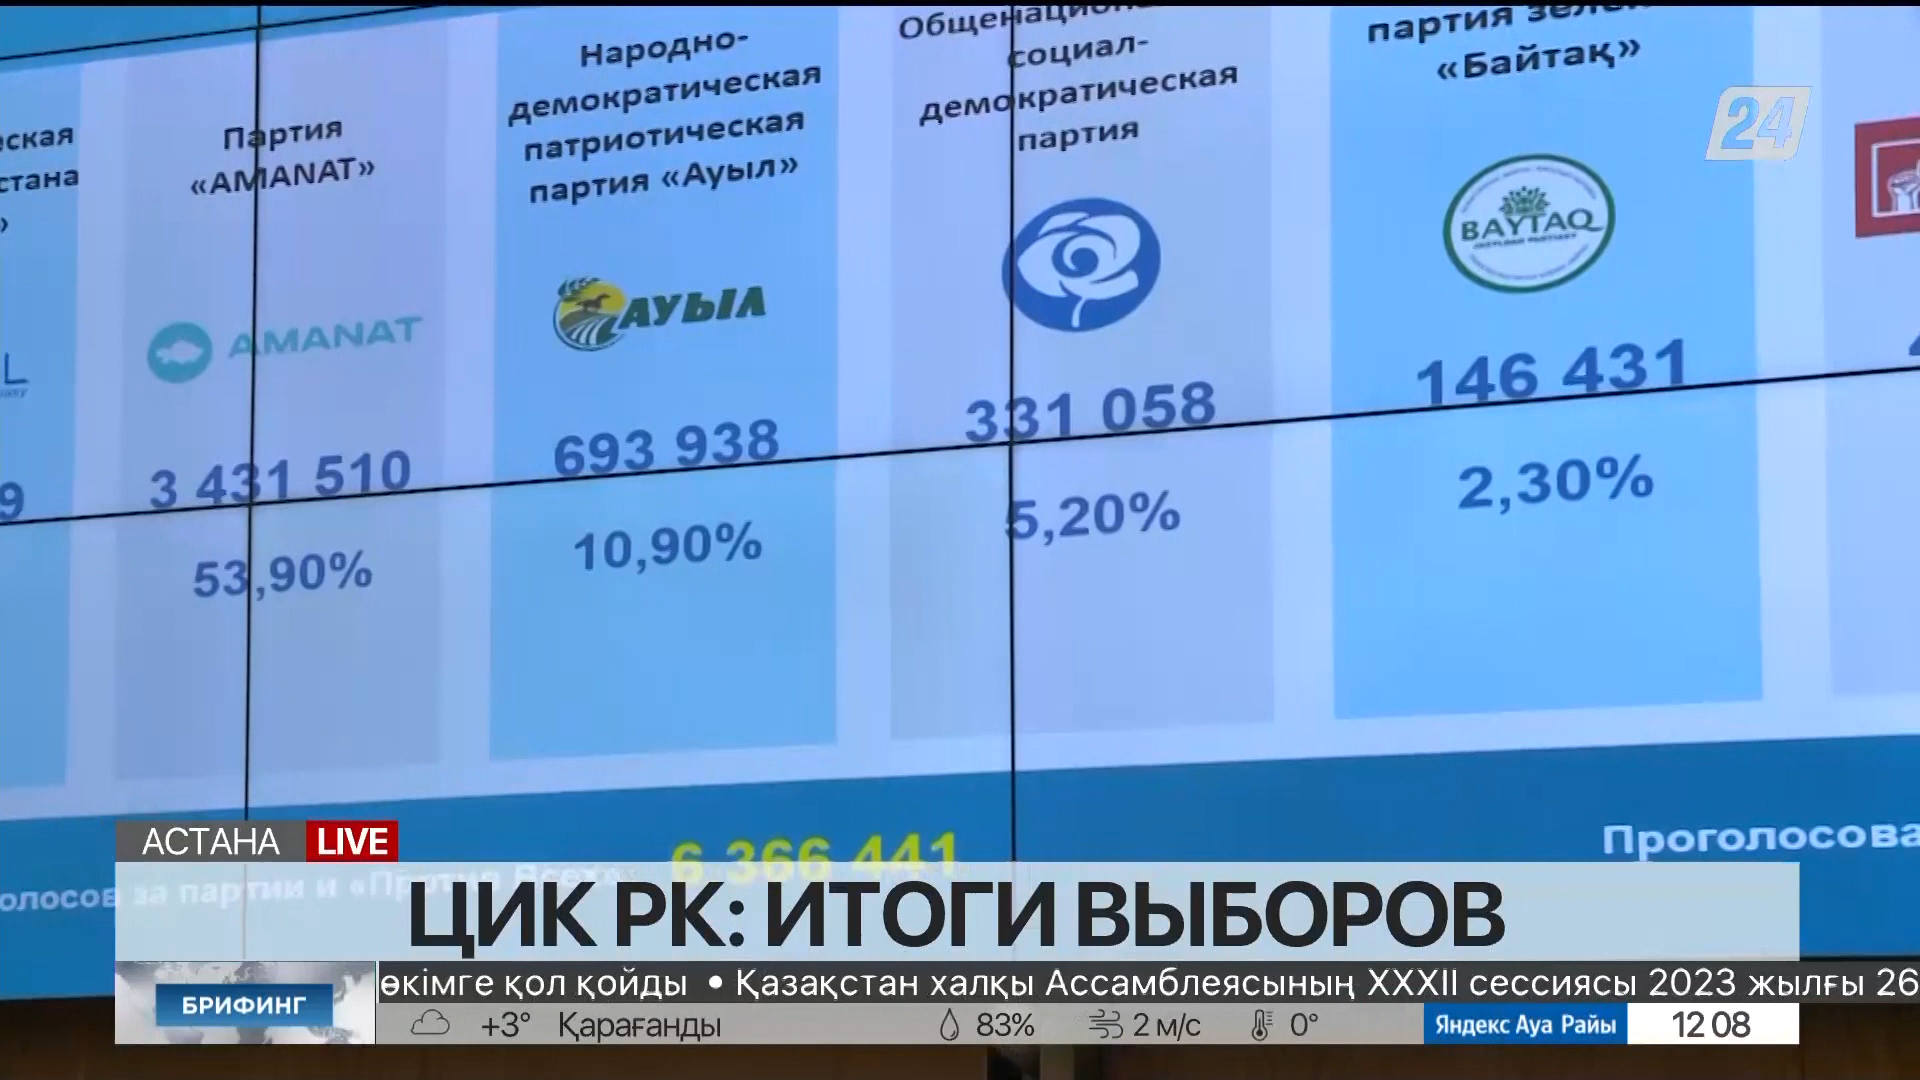 Партия
«AMANAT»
AMANAT
3 431 510
53,90%
Народно-
демократическая
патриотическая
партия «Ауыл»
АУЫЛ
693 938
10,90%
социал-
демократическая
партия
331 058
5,20%
партия
«Байтақ»
BAYTAQ
146 431
2,30%
24
6 366 441
АСТАНА LIVE
ЦИК РК: ИТОГИ ВЫБОРОВ
өкімге қол қойды • Қазақстан халқы Ассамблеясының XXXII сессиясы 2023 жылғы 26
БРИФИНГ
+3° Қарағанды 83% 2 м/с 0° Яндекс Ауа Райы 12 08